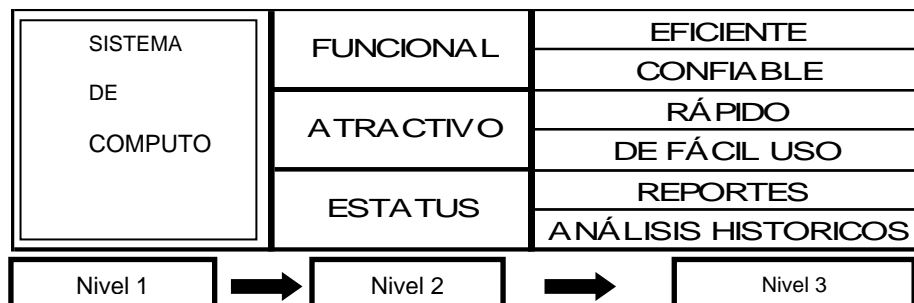 SISTEMA
DE
COMPUTO
FUNCIONAL
EFICIENTE
CONFIABLE
ATRACTIVO
RÁPIDO
DE FÁCIL USO
ESTATUS
REPORTES
ANÁLISIS HISTORICOS
Nivel 1
Nivel 2
Nivel 3